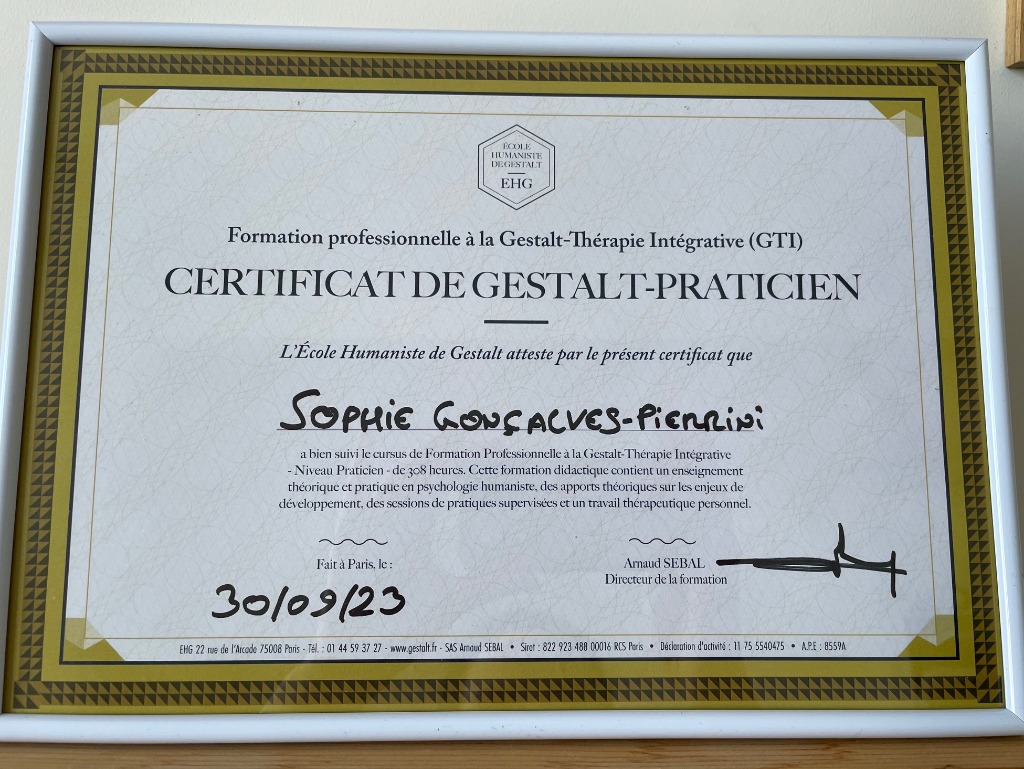 ÉCOLE
HUMANISTE
DE GESTALT
EHG
Formation professionnelle à la Gestalt-Thérapie Intégrative (GTI)
CERTIFICAT DE GESTALT-PRATICIEN
L'École Humaniste de Gestalt atteste par le présent certificat que
SOPHIE GONÇALVES-PIERRINI
a bien suivi le cursus de Formation Professionnelle à la Gestalt-Thérapie Intégrative
- Niveau Praticien - de 308 heures. Cette formation didactique contient un enseignement
théorique et pratique en psychologie humaniste, des apports théoriques sur les enjeux de
développement, des sessions de pratiques supervisées et un travail thérapeutique personnel.
Fait à Paris, le :
30/09/23
Arnaud SEBAL
Directeur de la formation
EHG 22 rue de l'Arcade 75008 Paris - Tél. : 01 44 59 37 27 - www.gestalt.fr - SAS Arnaud SEBAL • Siret : 822 923 488 00016 RCS Paris • Déclaration d'activité : 11 75 5540475 • A.P.E : 8559A